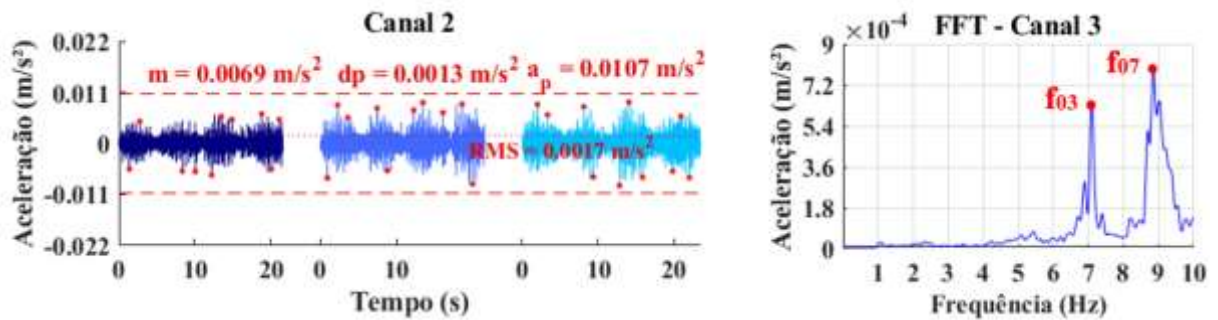 Canal 2
Aceleração (m/s²)
0.022
0.011
0
-0.011
-0.022
m = 0.0069 m/s²
dp = 0.0013 m/s²
aₚ = 0.0107 m/s²
RMS = 0.0017 m/s²
0 10 20 0 10 20 0 10 20
Tempo (s)
×10⁻⁴ FFT - Canal 3
Aceleração (m/s²)
9
7.2
5.4
3.6
1.8
0
f₀₃
f₀₇
1 2 3 4 5 6 7 8 9 10
Frequência (Hz)